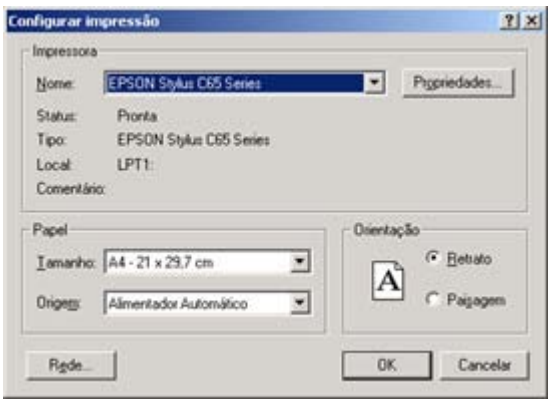 Configurar impressão
Impressora
Nome: EPSON Stylus C65 Series Propriedades...
Status: Pronta
Tipo: EPSON Stylus C65 Series
Local: LPT1:
Comentário:
Papel
Tamanho: A4 - 21 x 29,7 cm
Origem: Alimentador Automático
Orientação
A
Retrato
Paisagem
Rede... OK Cancelar